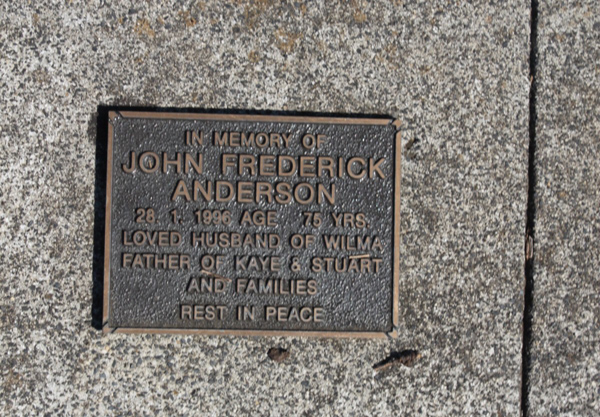 IN MEMORY OF
JOHN FREDERICK
ANDERSON
28. 1. 1996 AGE 75 YRS.
LOVED HUSBAND OF WILMA
FATHER OF KAYE & STUART
AND FAMILIES
REST IN PEACE